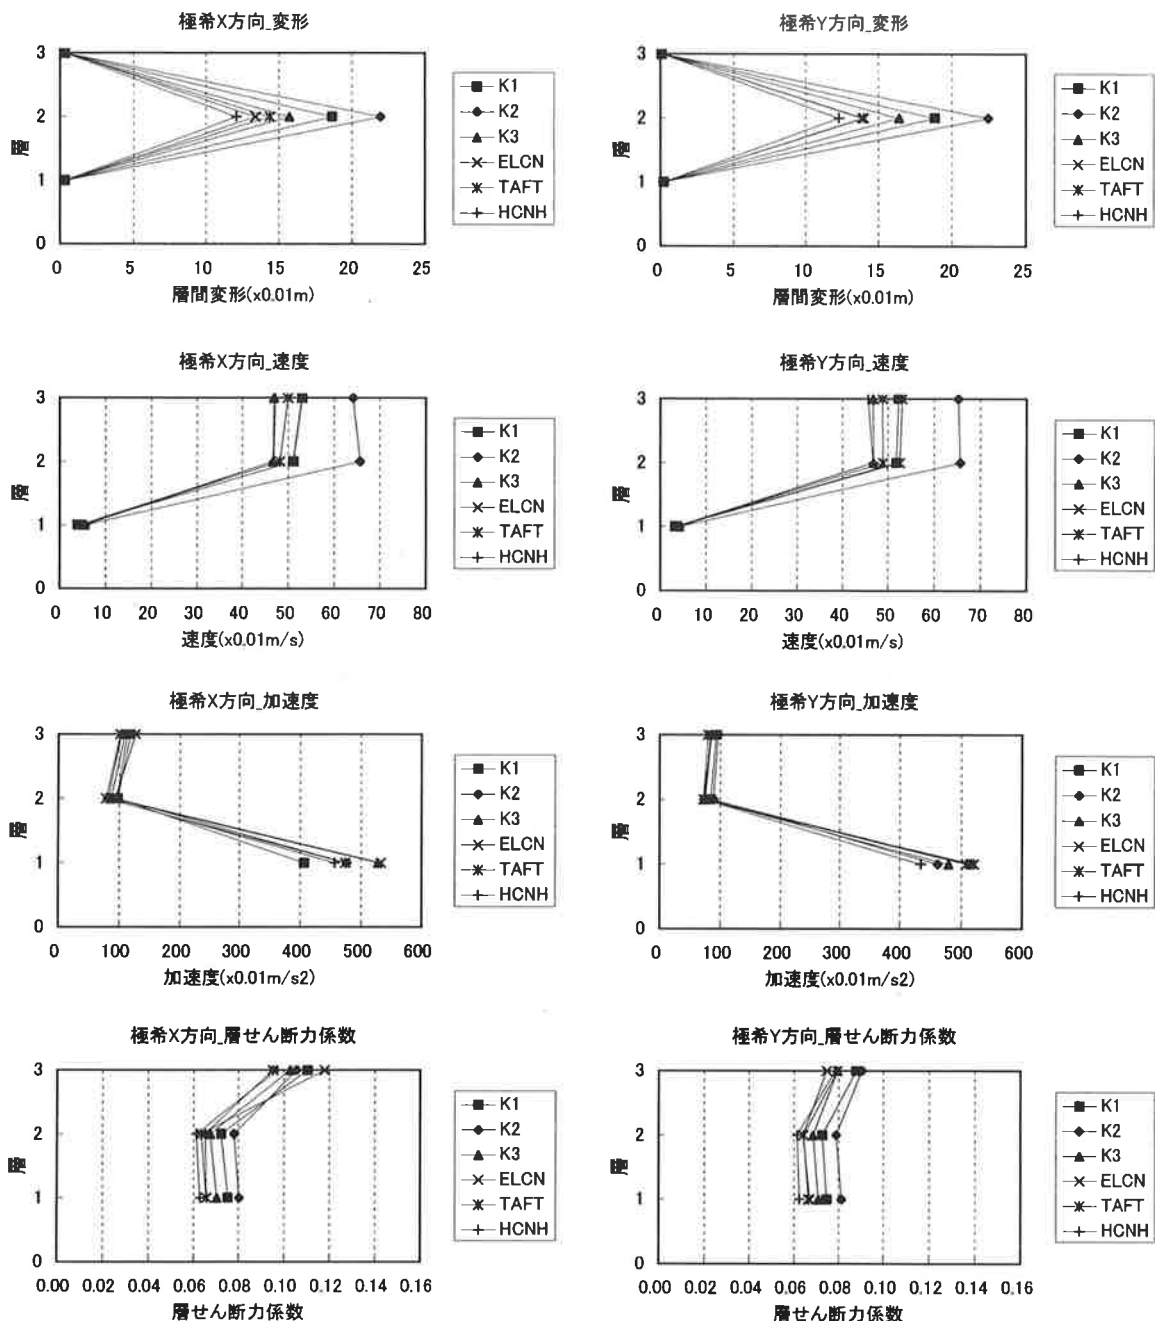 極希X方向_変形
3
2
1
0
層
0 5 10 15 20 25
層間変形(x0.01m)
K1
K2
K3
ELCN
TAFT
HCNH
極希Y方向_変形
3
2
1
0
層
0 5 10 15 20 25
層間変形(x0.01m)
K1
K2
K3
ELCN
TAFT
HCNH
極希X方向_速度
3
2
1
0
層
0 10 20 30 40 50 60 70 80
速度(x0.01m/s)
K1
K2
K3
ELCN
TAFT
HCNH
極希Y方向_速度
3
2
1
0
層
0 10 20 30 40 50 60 70 80
速度(x0.01m/s)
K1
K2
K3
ELCN
TAFT
HCNH
極希X方向_加速度
3
2
1
0
層
0 100 200 300 400 500 600
加速度(x0.01m/s2)
K1
K2
K3
ELCN
TAFT
HCNH
極希Y方向_加速度
3
2
1
0
層
0 100 200 300 400 500 600
加速度(x0.01m/s2)
K1
K2
K3
ELCN
TAFT
HCNH
極希X方向_層せん断力係数
3
2
1
0
層
0.00 0.02 0.04 0.06 0.08 0.10 0.12 0.14 0.16
層せん断力係数
K1
K2
K3
ELCN
TAFT
HCNH
極希Y方向_層せん断力係数
3
2
1
0
層
0.00 0.02 0.04 0.06 0.08 0.10 0.12 0.14 0.16
層せん断力係数
K1
K2
K3
ELCN
TAFT
HCNH